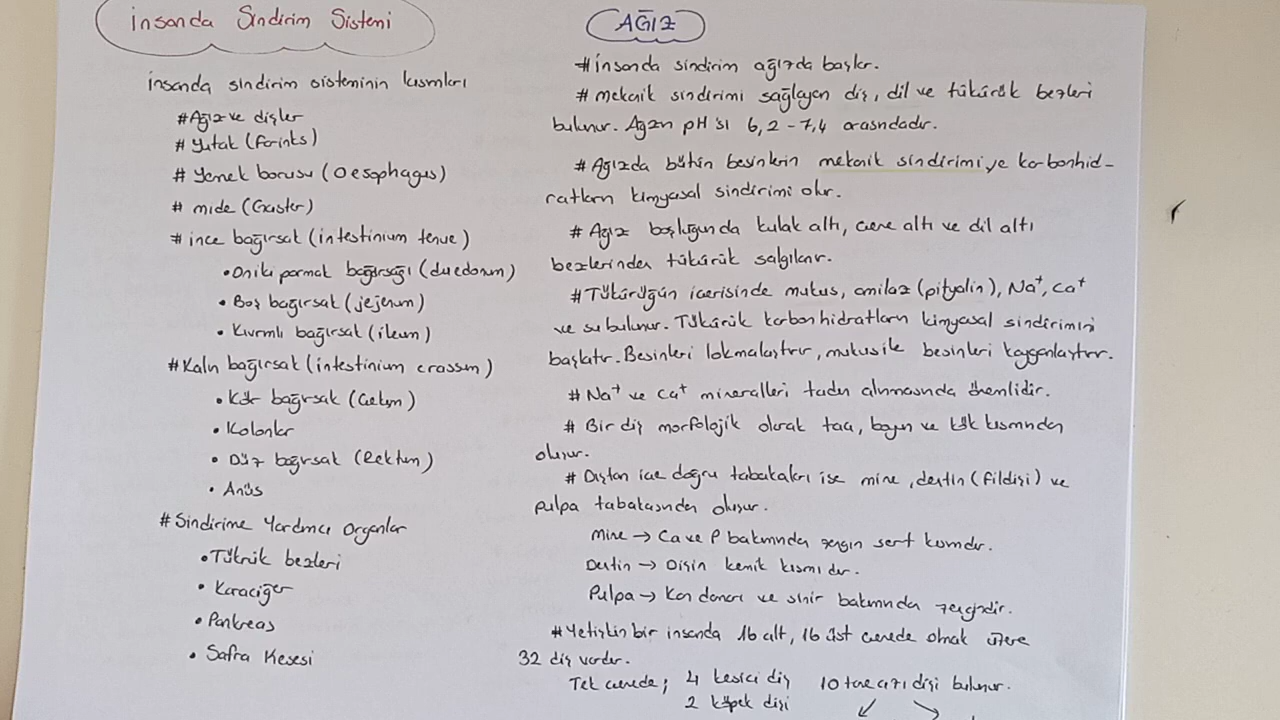 insanda Sindirim Sistemi
insanda sindirim sisteminin kısımları
#Ağız ve dişler
# Yutak (Farinks)
# Yemek borusu (Oesophagus)
# mide (Gaster)
# ince bağırsak (intestinium tenue)
•Oniki parmak bağırsağı (duedonum)
• Boş bağırsak (jejenum)
• Kıvrımlı bağırsak (ileum)
#Kalın bağırsak (intestinium crassum)
• Kör bağırsak (Çekum)
• Kolonlar
• Düz bağırsak (Rektum)
• Anüs
#Sindirime Yardımcı Organlar
•Tükrük bezleri
• Karaciğer
• Pankreas
• Safra Kesesi
AĞIZ
#insanda sindirim ağızda başlar.
# mekanik sindirimi sağlayan diş, dil ve tükürük bezleri
bulunur. Ağzın pH'sı 6,2-7,4 arasındadır.
# Ağızda bütün besinlerin mekanik sindirimi ve karbonhid-
ratların kimyasal sindirimi olur.
# Ağız boşluğunda kulak altı, çene altı ve dil altı
bezlerinden tükürük salgılanır.
#Tükürüğün içerisinde mukus, amilaz (pityalin), Na+, Ca+
ve su bulunur. Tükürük karbonhidratların kimyasal sindirimini
başlatır. Besinleri lokmalaştırır, mukus ile besinleri kayganlaştırır.
#Na+ ve Ca+ mineralleri tadın alınmasında önemlidir.
# Bir diş morfolojik olarak taç, boyun ve kök kısmından
oluşur.
# Dıştan içe doğru tabakaları ise mine, dentin (fildişi) ve
pulpa tabakasından oluşur.
Mine → Ca ve P bakımından zengin sert kısımdır.
Dentin → Dişin kemik kısmıdır.
Pulpa → Kan damarı ve sinir bakımından zengindir.
#Yetişkin bir insanda 16 alt, 16 üst çenede olmak üzere
32 diş vardır.
Tek çenede; 4 kesici diş 10 tane azı dişi bulunur.
2 köpek dişi